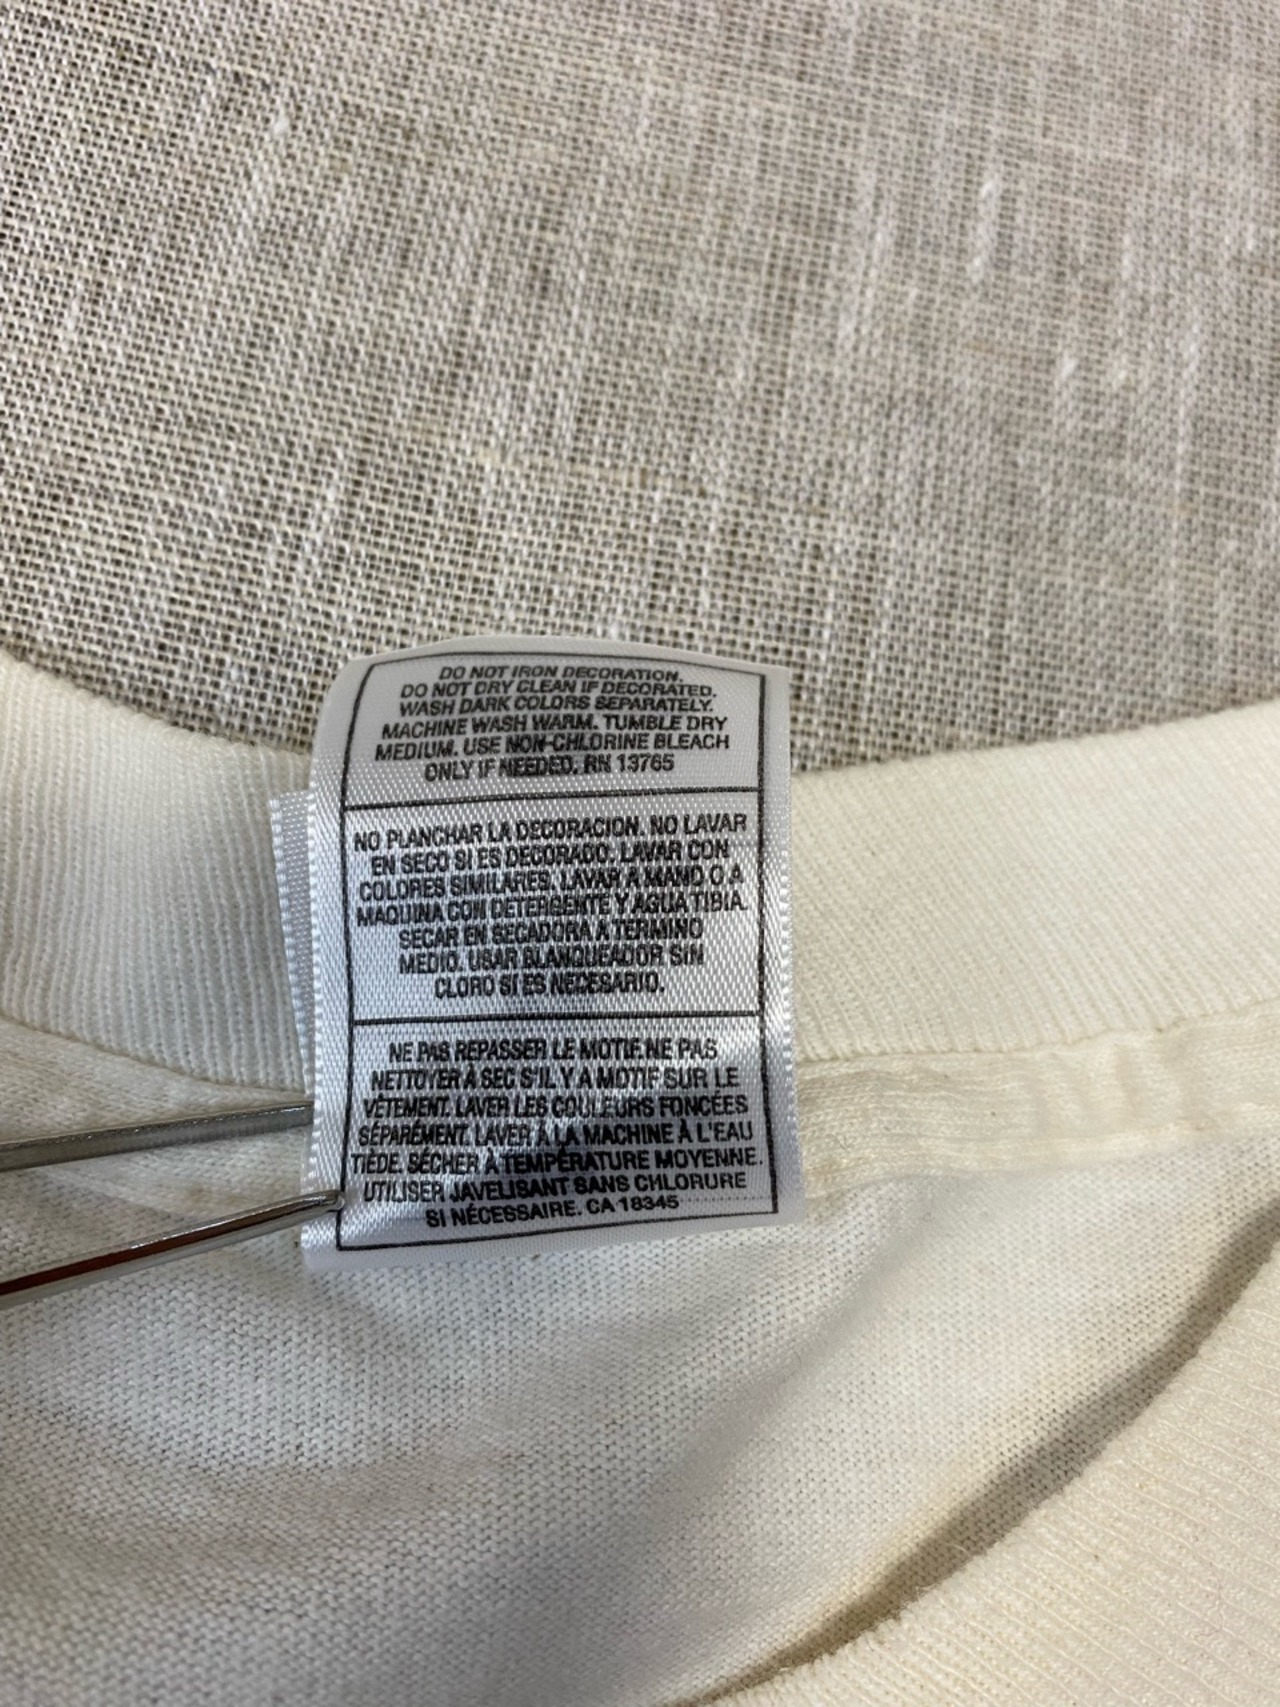 DO NOT IRON DECORATION.
DO NOT DRY CLEAN IF DECORATED.
WASH DARK COLORS SEPARATELY.
MACHINE WASH WARM. TUMBLE DRY
MEDIUM. USE NON-CHLORINE BLEACH
ONLY IF NEEDED. RN 13765
NO PLANCHAR LA DECORACION. NO LAVAR
EN SECO SI ES DECORADO. LAVAR CON
COLORES SIMILARES. LAVAR A MANO O A
MAQUINA CON DETERGENTE Y AGUA TIBIA.
SECAR EN SECADORA A TERMINO
MEDIO. USAR BLANQUEADOR SIN
CLORO SI ES NECESARIO.
NE PAS REPASSER LE MOTIF. NE PAS
NETTOYER À SEC S'IL Y A MOTIF SUR LE
VÊTEMENT. LAVER LES COULEURS FONCÉES
SÉPARÉMENT. LAVER À LA MACHINE À L'EAU
TIÈDE. SÉCHER À TEMPÉRATURE MOYENNE.
UTILISER JAVELISANT SANS CHLORURE
SI NÉCESSAIRE. CA 18345